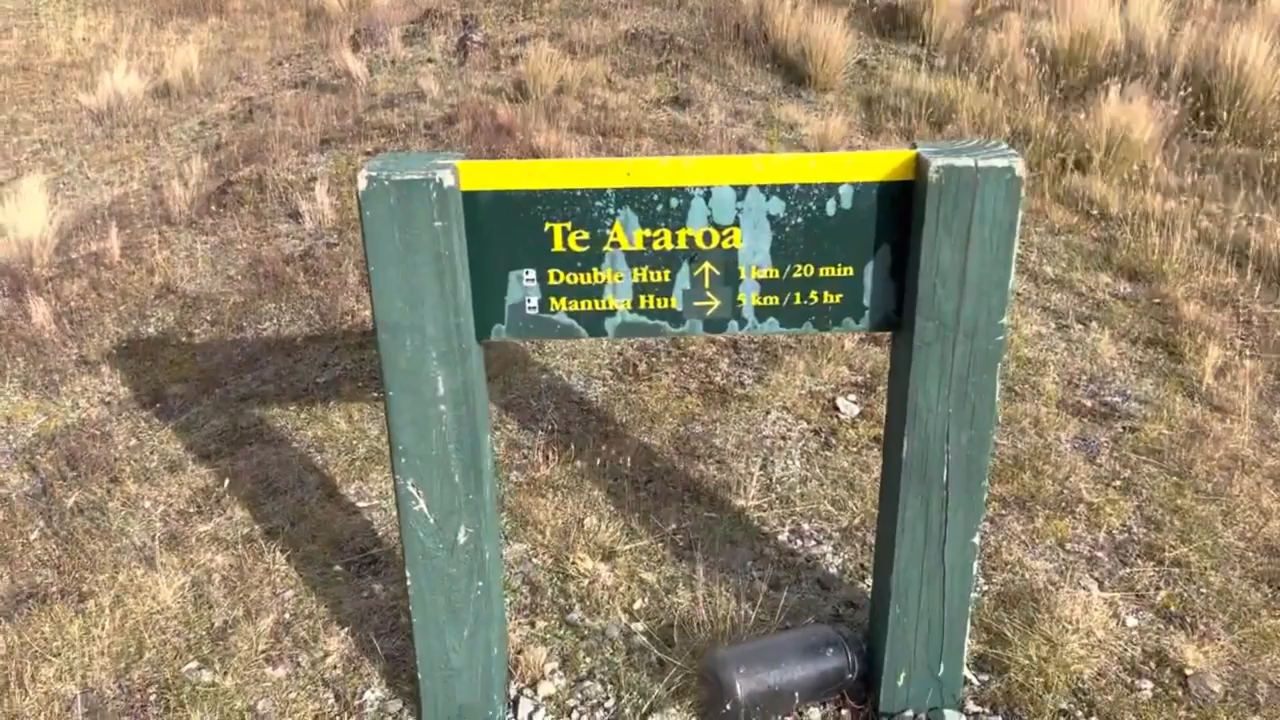 Te Araroa
Double Hut ↑ 1 km / 20 min
Manuka Hut → 5 km / 1.5 hr